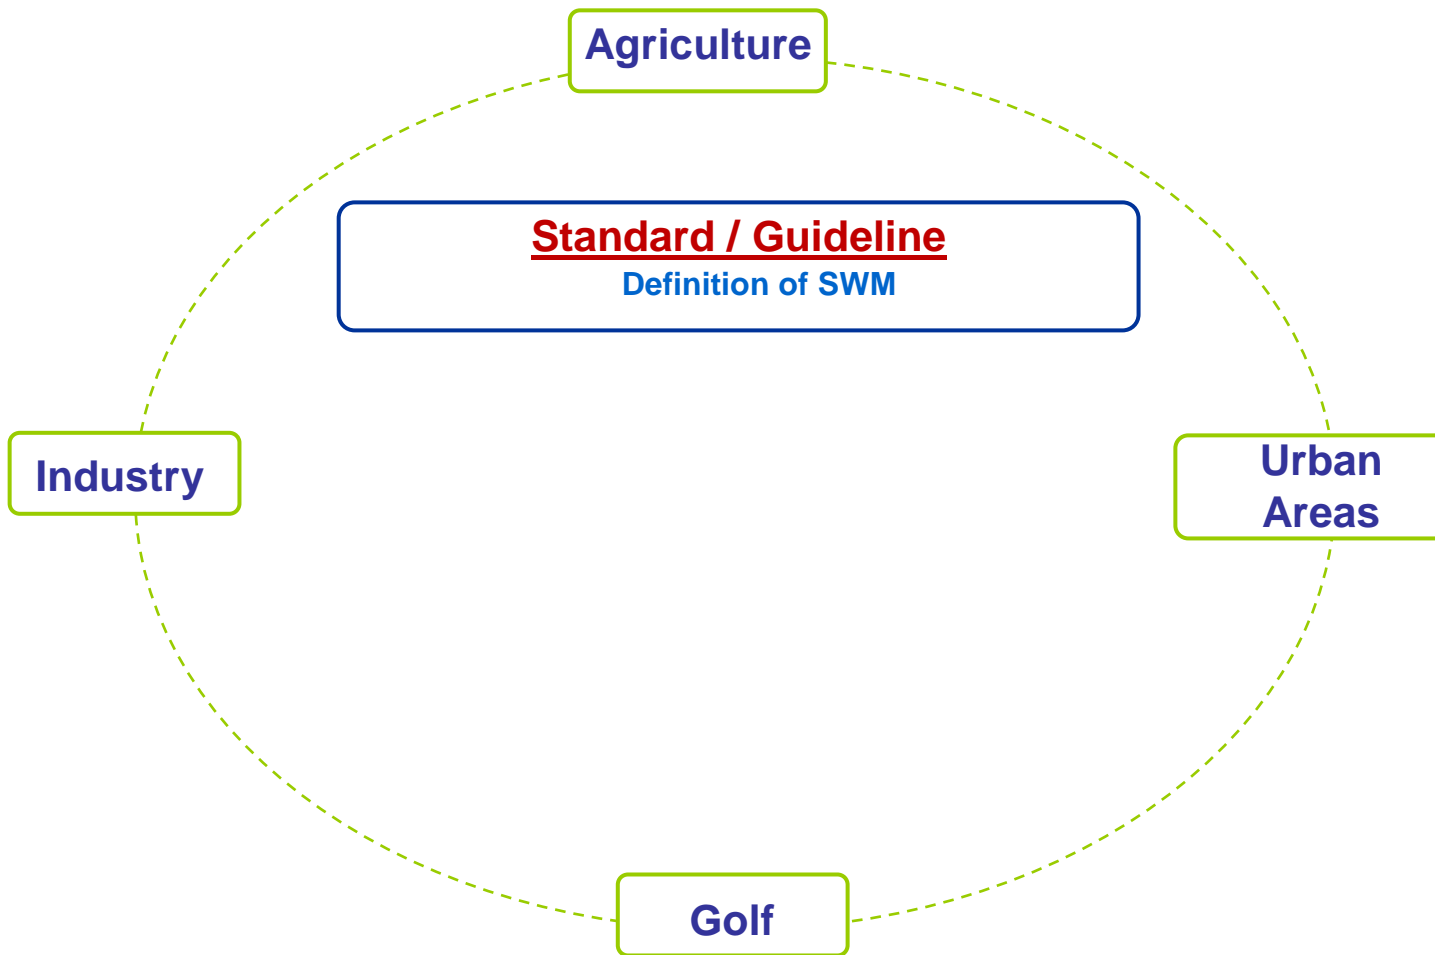 Agriculture
Standard / Guideline
Definition of SWM
Industry
Urban
Areas
Golf